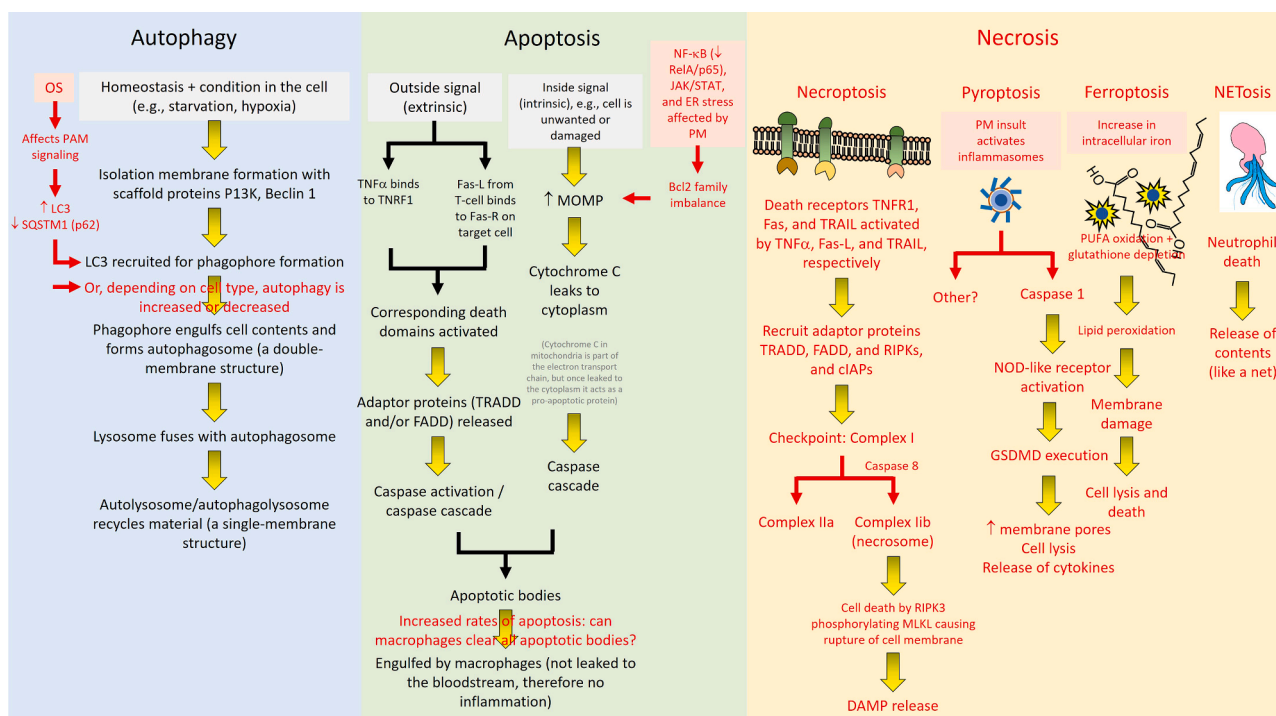 Autophagy
OS
Affects PAM
signaling
↑ LC3
↓ SQSTM1 (p62)
Homeostasis + condition in the cell
(e.g., starvation, hypoxia)
Isolation membrane formation with
scaffold proteins P13K, Beclin 1
LC3 recruited for phagophore formation
Or, depending on cell type, autophagy is
increased or decreased
Phagophore engulfs cell contents and
forms autophagosome (a double-
membrane structure)
Lysosome fuses with autophagosome
Autolysosome/autophagolysosome
recycles material (a single-membrane
structure)
Apoptosis
Outside signal
(extrinsic)
TNFα binds
to TNRF1
Fas-L from
T-cell binds
to Fas-R on
target cell
Corresponding death
domains activated
Adaptor proteins (TRADD
and/or FADD) released
Caspase activation /
caspase cascade
Inside signal
(intrinsic), e.g., cell is
unwanted or
damaged
↑ MOMP
Cytochrome C
leaks to
cytoplasm
(Cytochrome C in
mitochondria is part of
the electron transport
chain, but once leaked to
the cytoplasm it acts as a
pro-apoptotic protein)
Caspase
cascade
NF-κB (↓
RelA/p65),
JAK/STAT,
and ER stress
affected by
PM
Bcl2 family
imbalance
Apoptotic bodies
Increased rates of apoptosis: can
macrophages clear all apoptotic bodies?
Engulfed by macrophages (not leaked to
the bloodstream, therefore no
inflammation)
Necrosis
Necroptosis
Death receptors TNFR1,
Fas, and TRAIL activated
by TNFα, Fas-L, and TRAIL,
respectively
Recruit adaptor proteins
TRADD, FADD, and RIPKs,
and cIAPs
Checkpoint: Complex I
Caspase 8
Complex IIa
Complex Iib
(necrosome)
Cell death by RIPK3
phosphorylating MLKL causing
rupture of cell membrane
DAMP release
Pyroptosis
PM insult
activates
inflammasomes
Other?
Caspase 1
NOD-like receptor
activation
GSDMD execution
↑ membrane pores
Cell lysis
Release of cytokines
Ferroptosis
Increase in
intracellular iron
HO
O
O
OH
PUFA oxidation +
glutathione depletion
Lipid peroxidation
Membrane
damage
Cell lysis and
death
NETosis
Neutrophil
death
Release of
contents
(like a net)